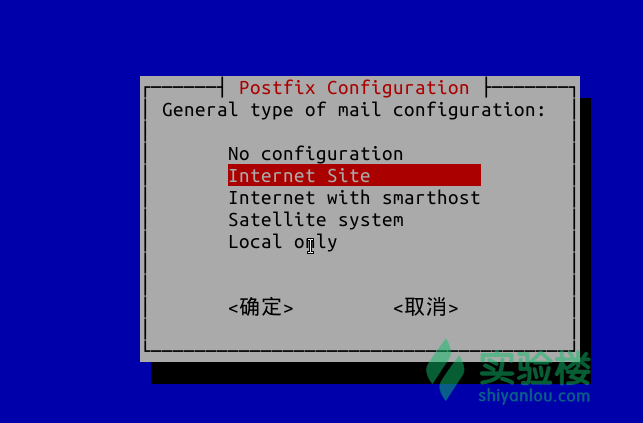 Postfix Configuration
General type of mail configuration:
No configuration
Internet Site
Internet with smarthost
Satellite system
Local only
<确定> <取消>
实验楼
shiyanlou.com